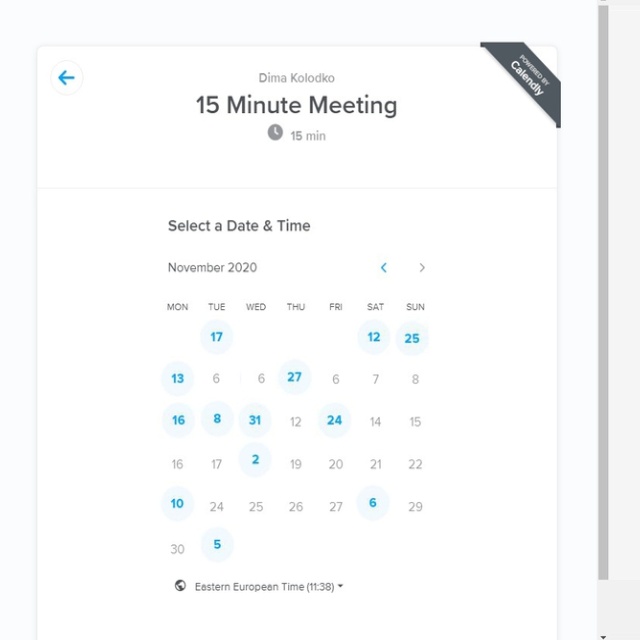 POWERED BY
Calendly
Dima Kolodko
15 Minute Meeting
15 min
Select a Date & Time
November 2020
MON TUE WED THU FRI SAT SUN
17 12 25
13 6 6 27 6 7 8
16 8 31 12 24 14 15
16 17 2 19 20 21 22
10 24 25 26 27 6 29
30 5
Eastern European Time (11:38)